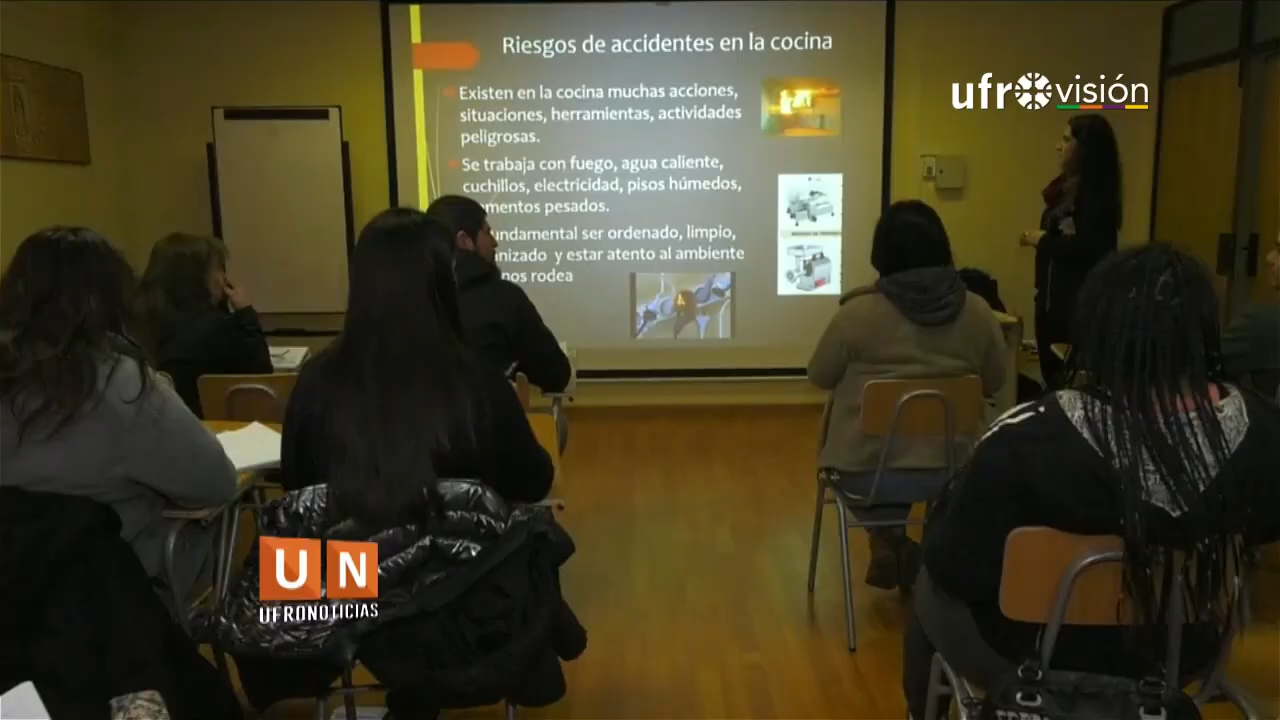 Riesgos de accidentes en la cocina
Existen en la cocina muchas acciones,
situaciones, herramientas, actividades
peligrosas.
Se trabaja con fuego, agua caliente,
cuchillos, electricidad, pisos húmedos,
mentos pesados.
undamental ser ordenado, limpio,
nizado y estar atento al ambiente
nos rodea
ufrovisión
UN
UFRONOTICIAS